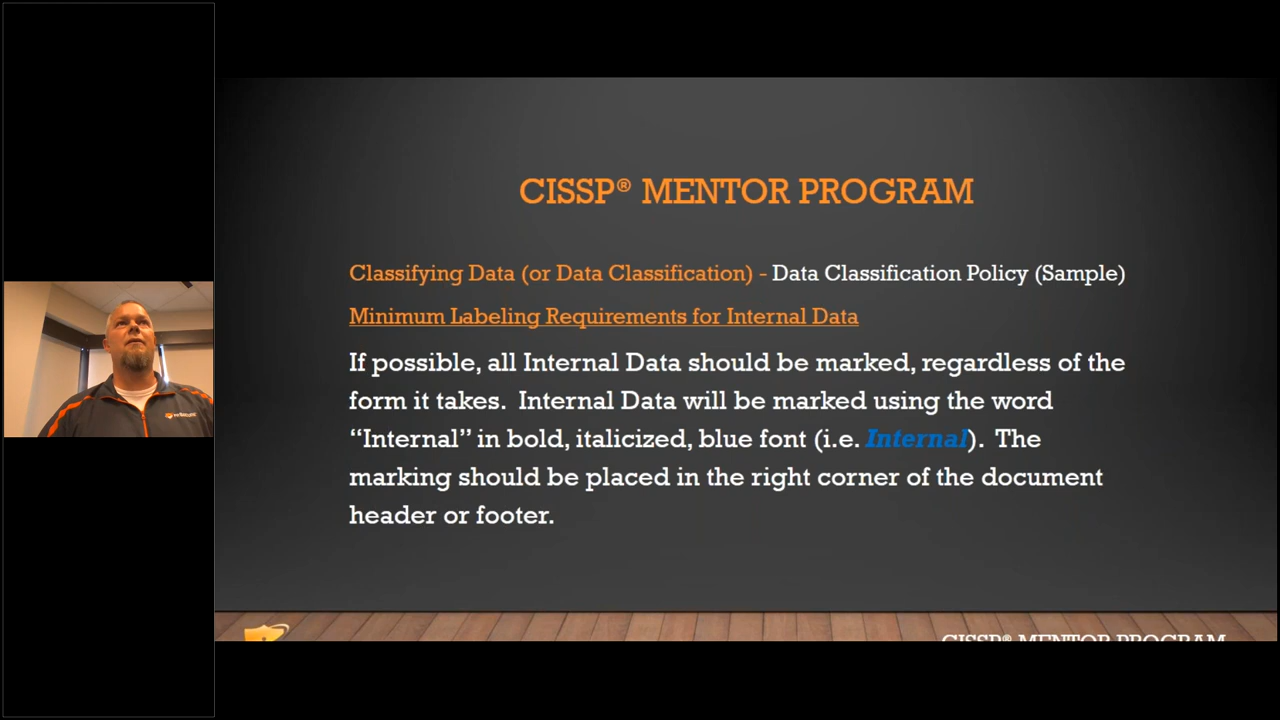 CISSP® MENTOR PROGRAM
Classifying Data (or Data Classification) - Data Classification Policy (Sample)
Minimum Labeling Requirements for Internal Data
If possible, all Internal Data should be marked, regardless of the
form it takes.  Internal Data will be marked using the word
“Internal” in bold, italicized, blue font (i.e. Internal).  The
marking should be placed in the right corner of the document
header or footer.
CISSP® MENTOR PROGRAM